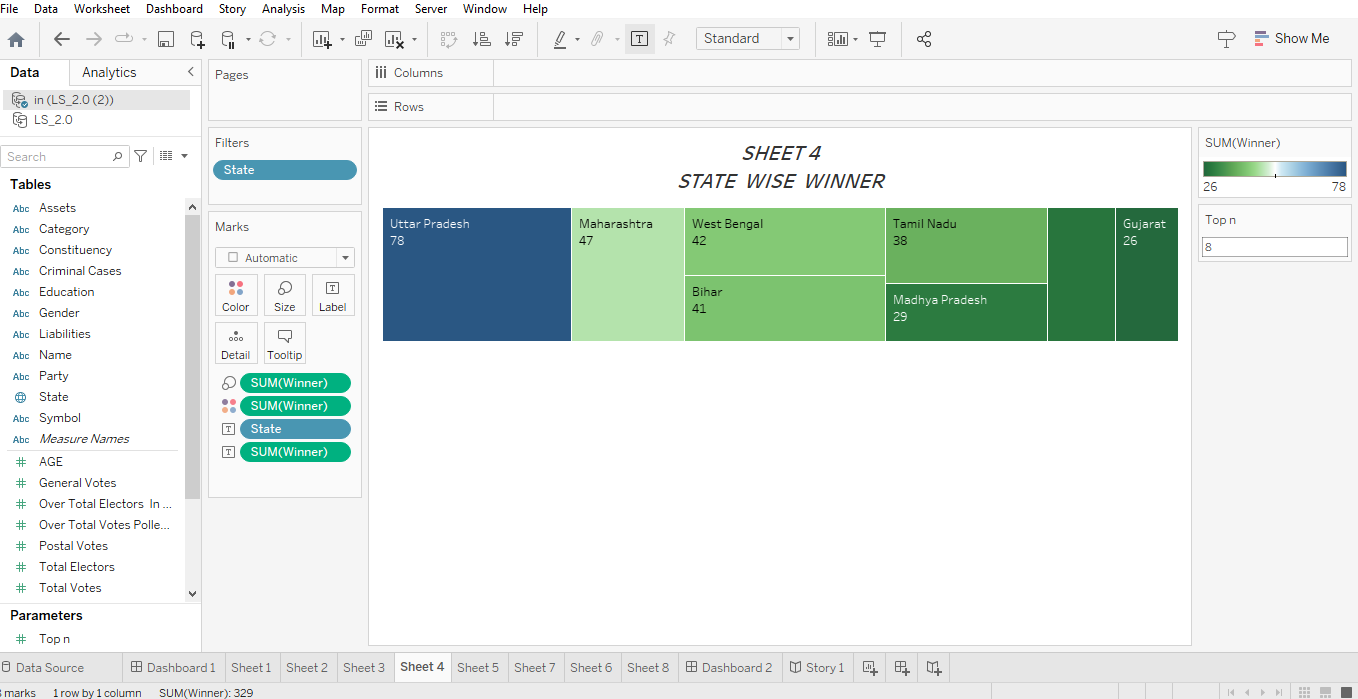 File Data Worksheet Dashboard Story Analysis Map Format Server Window Help
Standard
Show Me
Data Analytics
in (LS_2.0 (2))
LS_2.0
Search
Tables
Abc Assets
Abc Category
Abc Constituency
Abc Criminal Cases
Abc Education
Abc Gender
Abc Liabilities
Abc Name
Abc Party
State
Abc Symbol
Abc Measure Names
# AGE
# General Votes
# Over Total Electors In ...
# Over Total Votes Polle...
# Postal Votes
# Total Electors
# Total Votes
Parameters
# Top n
Pages
Filters
State
Marks
Automatic
Color Size Label
Detail Tooltip
SUM(Winner)
SUM(Winner)
T State
T SUM(Winner)
Columns
Rows
SHEET 4
STATE WISE WINNER
Uttar Pradesh
78
Maharashtra
47
West Bengal
42
Bihar
41
Tamil Nadu
38
Madhya Pradesh
29
Gujarat
26
SUM(Winner)
26 78
Top n
8
Data Source Dashboard 1 Sheet 1 Sheet 2 Sheet 3 Sheet 4 Sheet 5 Sheet 7 Sheet 6 Sheet 8 Dashboard 2 Story 1
marks 1 row by 1 column SUM(Winner): 329